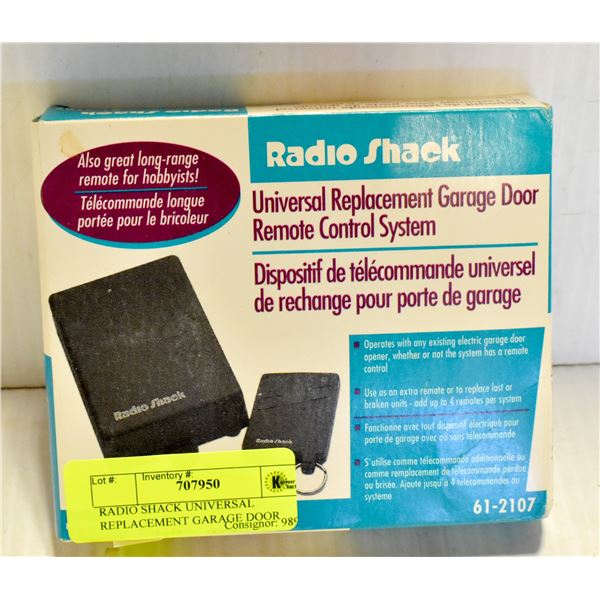 Also great long-range
remote for hobbyists!
Télécommande longue
portée pour le bricoleur
Radio Shack
Universal Replacement Garage Door
Remote Control System
Dispositif de télécommande universel
de rechange pour porte de garage
Operates with any existing electric garage door
opener, whether or not the system has a remote
control
Use as an extra remote or to replace lost or
broken units - add up to 4 remotes per system
Fonctionne avec tout dispositif électrique pour
porte de garage avec ou sans télécommande
S'utilise comme télécommande additionnelle ou
comme remplacement de télécommande perdue
ou brisée. Ajoute jusqu'à 4 télécommandes au
système
61-2107
Radio Shack
Radio Shack
Lot #:
Inventory #:
707950
RADIO SHACK UNIVERSAL
REPLACEMENT GARAGE DOOR
Consignor: 989